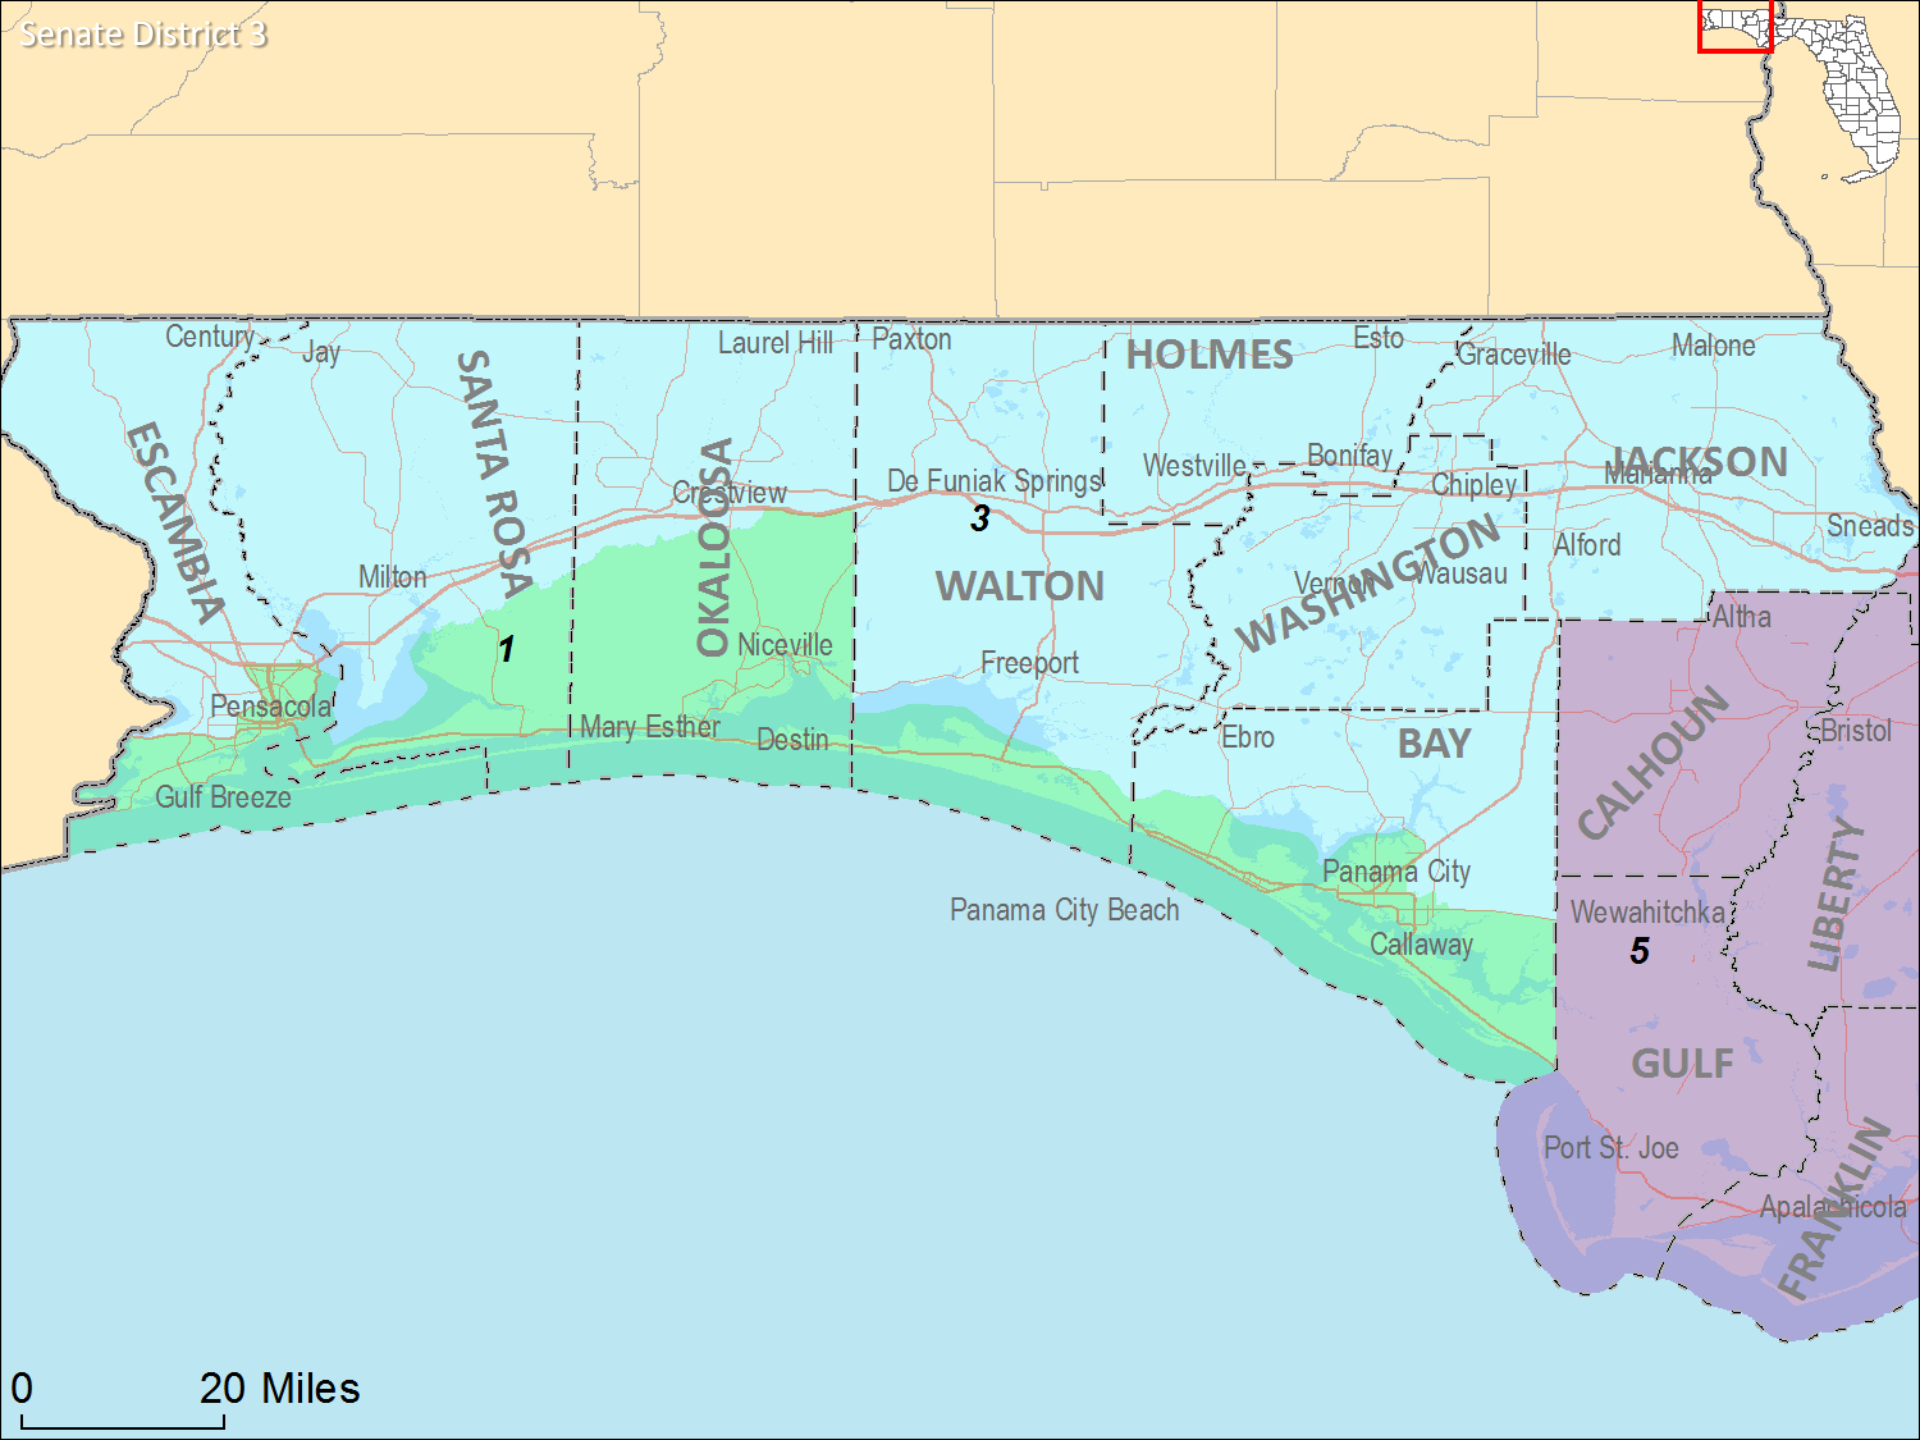 Senate District 3
Century
Jay
Laurel Hill
Paxton
HOLMES
Esto
Graceville
Malone
ESCAMBIA
SANTA ROSA
OKALOOSA
Crestview
De Funiak Springs
3
Westville
Bonifay
Chipley
JACKSON
Marianna
Sneads
Milton
WALTON
WASHINGTON
Vernon
Wausau
Alford
Altha
1
Niceville
Freeport
Pensacola
Mary Esther
Destin
Ebro
BAY
CALHOUN
Bristol
Gulf Breeze
Panama City
Panama City Beach
Callaway
Wewahitchka
5
LIBERTY
GULF
Port St. Joe
Apalachicola
FRANKLIN
0 20 Miles